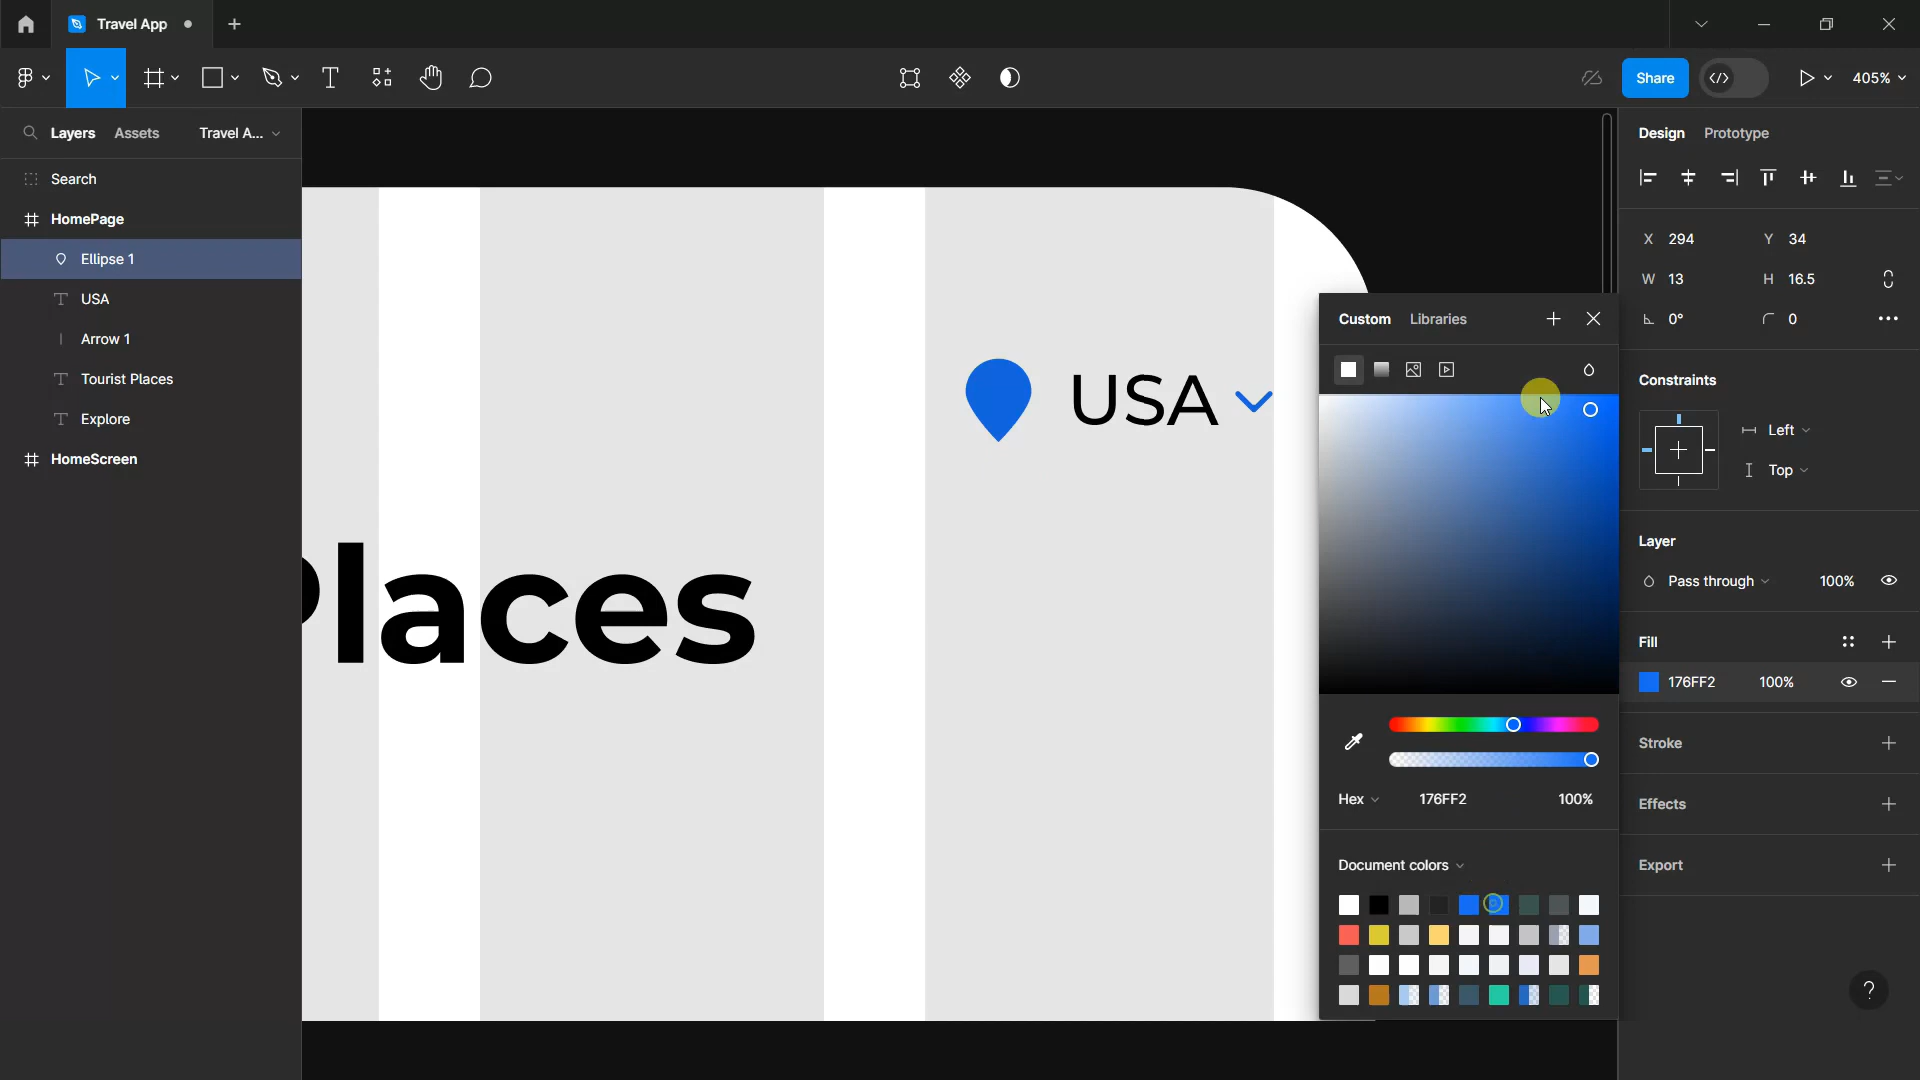 Travel App
Share
405%
Layers
Assets
Travel A...
Design
Prototype
Search
HomePage
Ellipse 1
USA
Arrow 1
Tourist Places
Explore
HomeScreen
USA
Places
Custom
Libraries
Hex
176FF2
100%
Document colors
X
294
Y
34
W
13
H
16.5
0°
0
Constraints
Left
Top
Layer
Pass through
100%
Fill
176FF2
100%
Stroke
Effects
Export
?